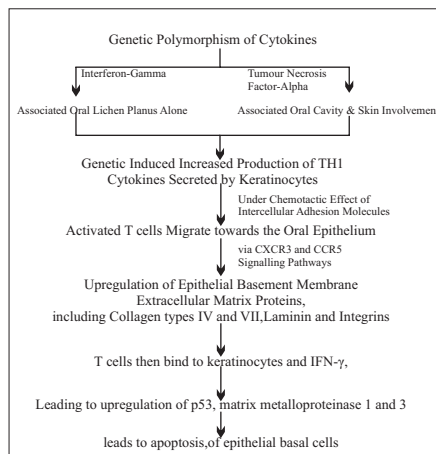 Genetic Polymorphism of Cytokines
Interferon-Gamma
Tumour Necrosis
Factor-Alpha
Associated Oral Lichen Planus Alone
Associated Oral Cavity & Skin Involvemen
Genetic Induced Increased Production of TH1
Cytokines Secreted by Keratinocytes
Under Chemotactic Effect of
Intercellular Adhesion Molecules
Activated T cells Migrate towards the Oral Epithelium
via CXCR3 and CCR5
Signalling Pathways
Upregulation of Epithelial Basement Membrane
Extracellular Matrix Proteins,
including Collagen types IV and VII,Laminin and Integrins
T cells then bind to keratinocytes and IFN-γ,
Leading to upregulation of p53, matrix metalloproteinase 1 and 3
leads to apoptosis,of epithelial basal cells